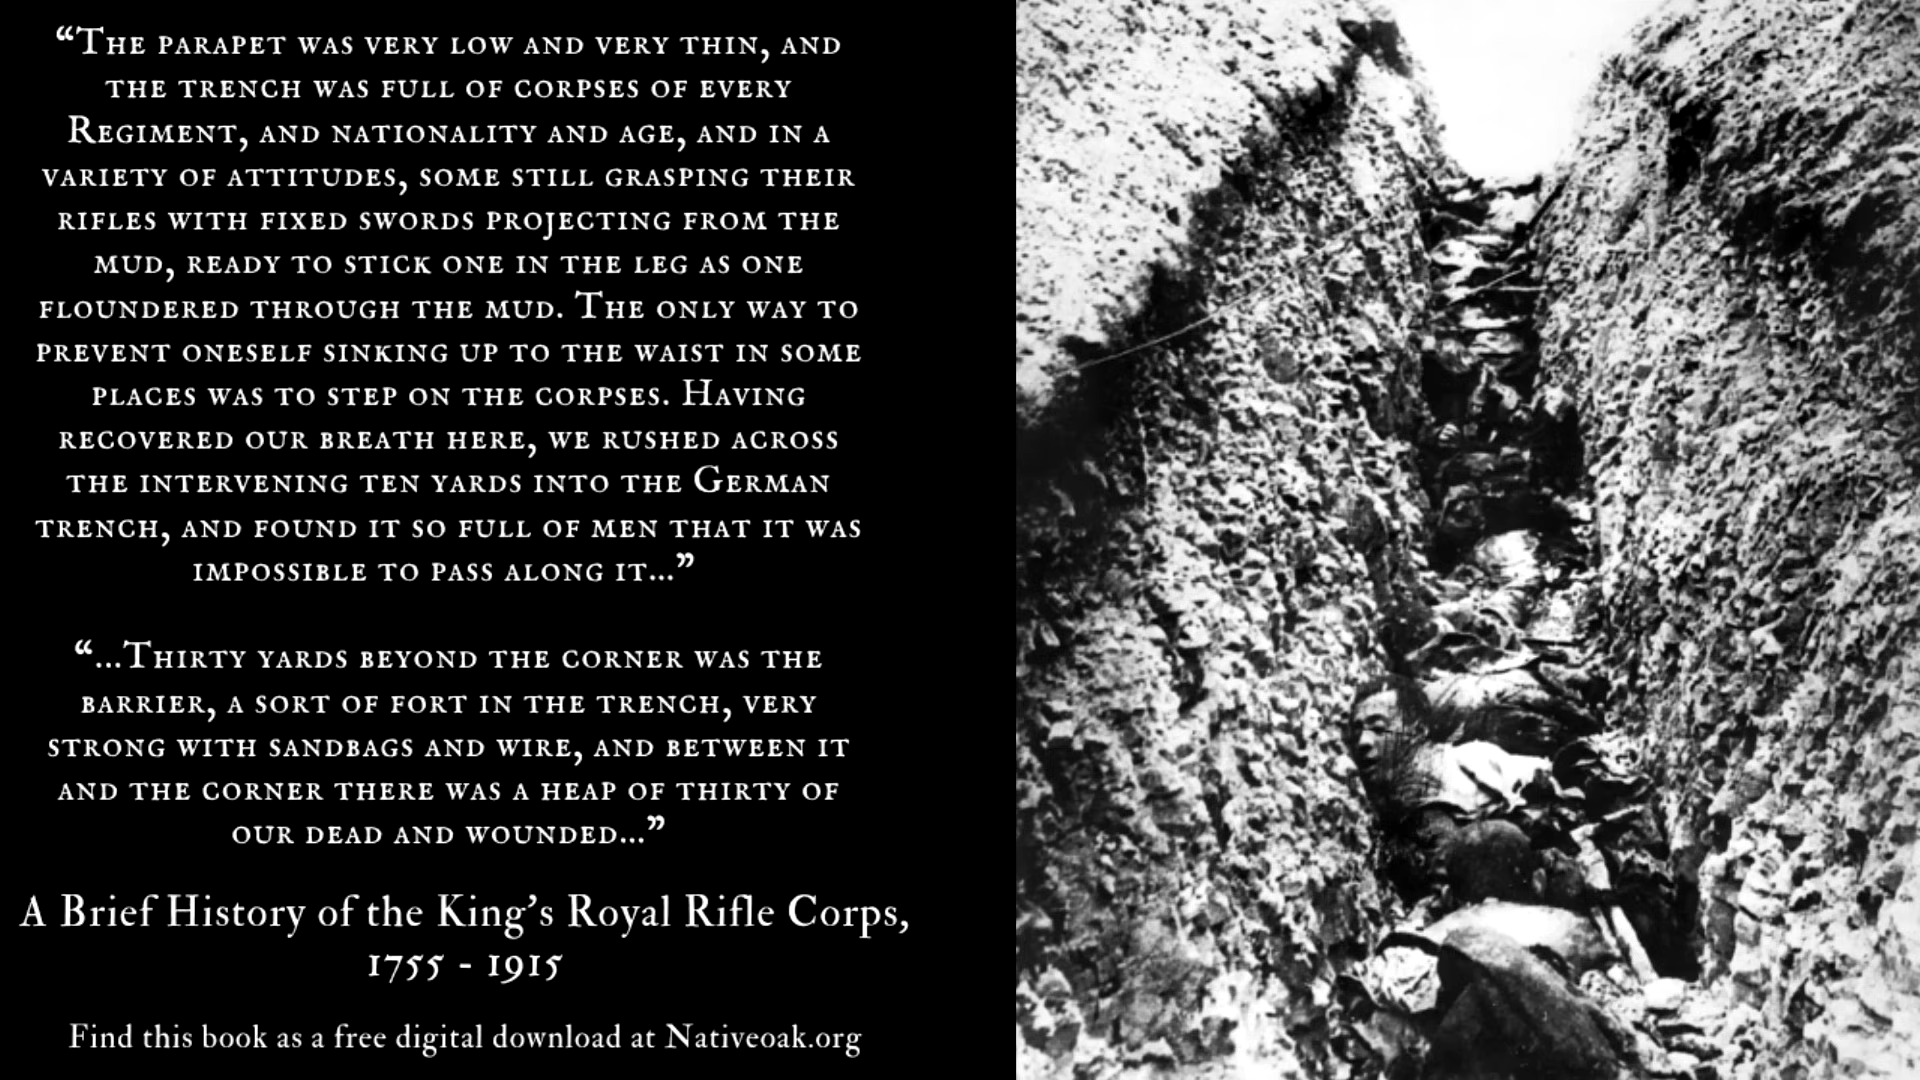 “The parapet was very low and very thin, and
the trench was full of corpses of every
Regiment, and nationality and age, and in a
variety of attitudes, some still grasping their
rifles with fixed swords projecting from the
mud, ready to stick one in the leg as one
floundered through the mud. The only way to
prevent oneself sinking up to the waist in some
places was to step on the corpses. Having
recovered our breath here, we rushed across
the intervening ten yards into the German
trench, and found it so full of men that it was
impossible to pass along it...”
“...Thirty yards beyond the corner was the
barrier, a sort of fort in the trench, very
strong with sandbags and wire, and between it
and the corner there was a heap of thirty of
our dead and wounded...”
A Brief History of the King’s Royal Rifle Corps,
1755 - 1915
Find this book as a free digital download at Nativeoak.org